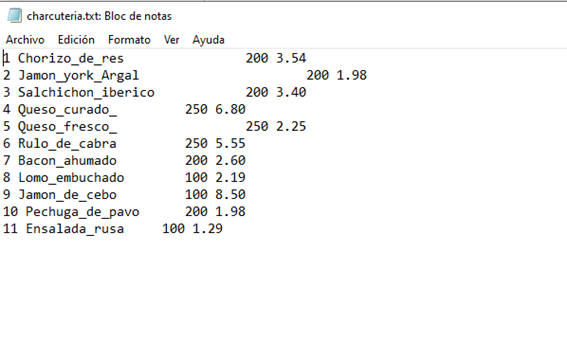 charcuteria.txt: Bloc de notas
Archivo Edición Formato Ver Ayuda
1 Chorizo_de_res 200 3.54
2 Jamon_york_Argal 200 1.98
3 Salchichon_iberico 200 3.40
4 Queso_curado_ 250 6.80
5 Queso_fresco_ 250 2.25
6 Rulo_de_cabra 250 5.55
7 Bacon_ahumado 200 2.60
8 Lomo_embuchado 100 2.19
9 Jamon_de_cebo 100 8.50
10 Pechuga_de_pavo 200 1.98
11 Ensalada_rusa 100 1.29